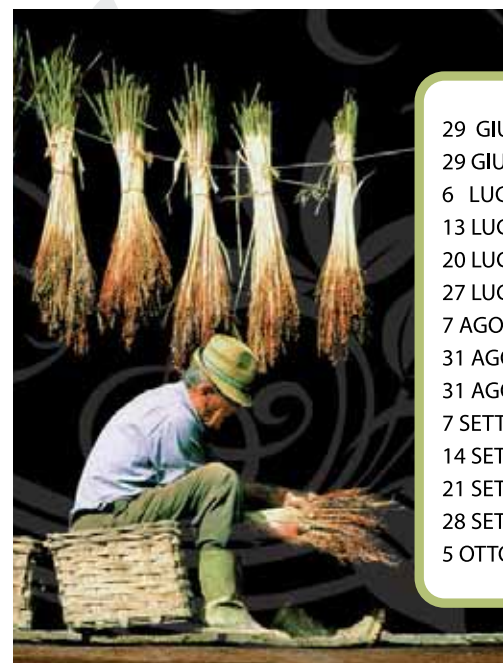 29 GIU
29 GIU
6 LUG
13 LUG
20 LUG
27 LUG
7 AGO
31 AGO
31 AGO
7 SETT
14 SET
21 SET
28 SET
5 OTTO